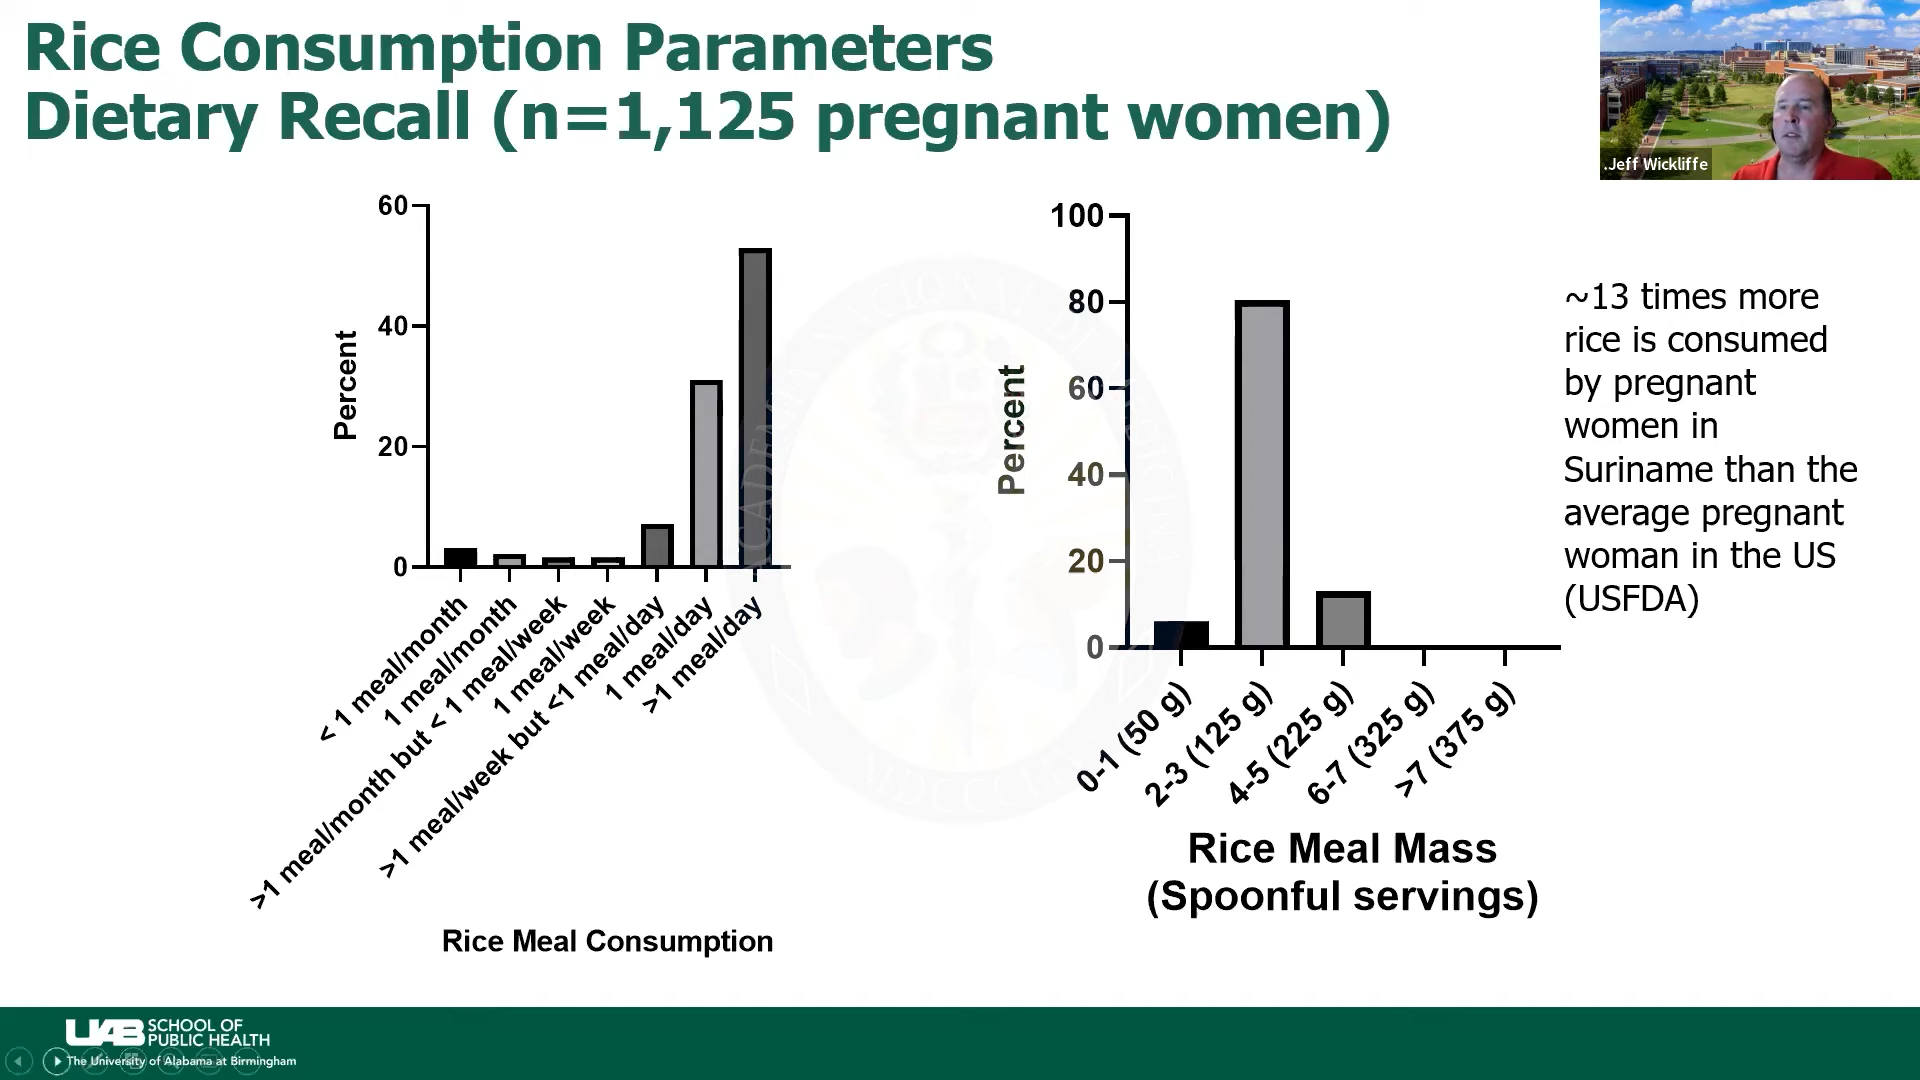 Rice Consumption Parameters
Dietary Recall (n=1,125 pregnant women)
.Jeff Wickliffe
60
40
20
0
Percent
< 1 meal/month
1 meal/month
>1 meal/month but < 1 meal/week
1 meal/week
>1 meal/week but <1 meal/day
1 meal/day
>1 meal/day
Rice Meal Consumption
100
80
60
40
20
0
Percent
0-1 (50 g)
2-3 (125 g)
4-5 (225 g)
6-7 (325 g)
>7 (375 g)
Rice Meal Mass
(Spoonful servings)
~13 times more
rice is consumed
by pregnant
women in
Suriname than the
average pregnant
woman in the US
(USFDA)
UAB SCHOOL OF
PUBLIC HEALTH
The University of Alabama at Birmingham